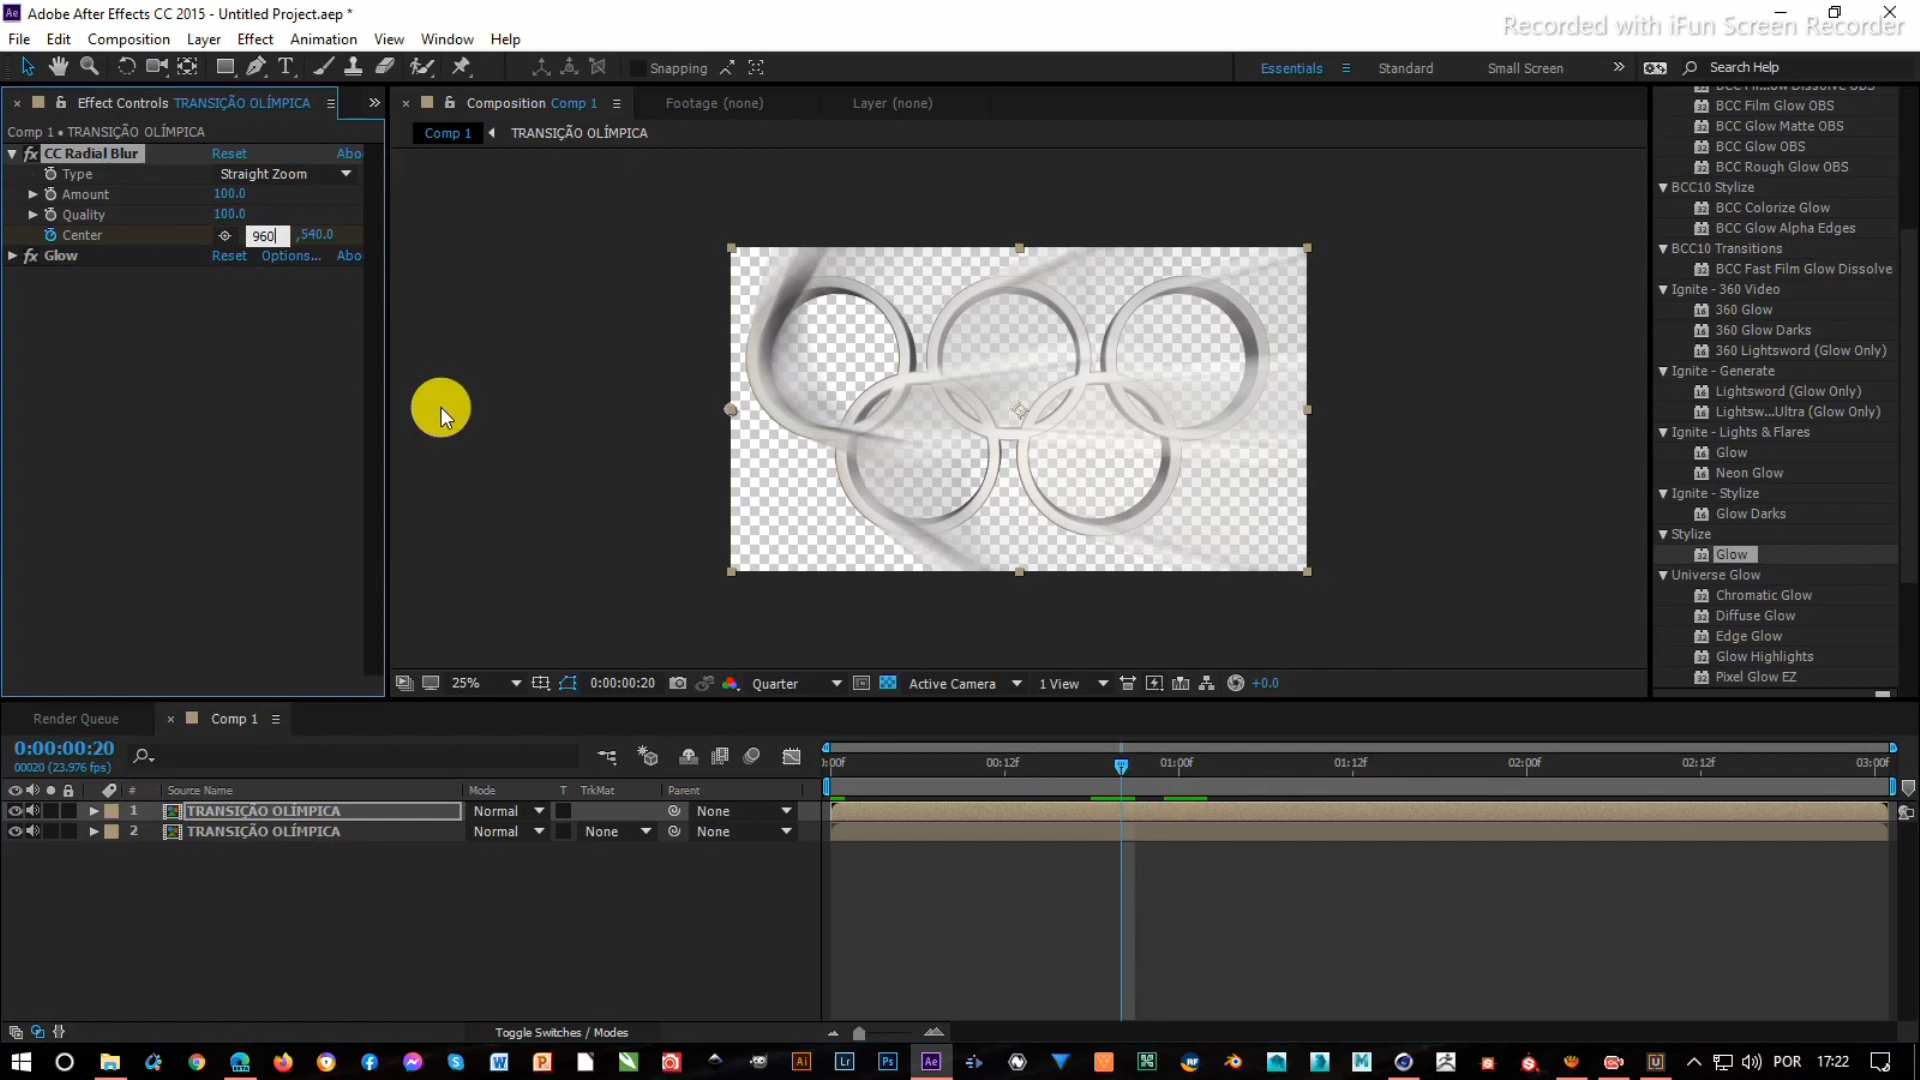 Adobe After Effects CC 2015 - Untitled Project.aep *
Recorded with iFun Screen Recorder
File Edit Composition Layer Effect Animation View Window Help
Snapping
Essentials Standard Small Screen Search Help
Effect Controls TRANSIÇÃO OLÍMPICA
Composition Comp 1
Footage (none)
Layer (none)
Comp 1 • TRANSIÇÃO OLÍMPICA
Comp 1 TRANSIÇÃO OLÍMPICA
CC Radial Blur Reset Abo
Type Straight Zoom
Amount 100.0
Quality 100.0
Center 960 ,540.0
Glow Reset Options... Abo
BCC Film Glow OBS
BCC Glow Matte OBS
BCC Glow OBS
BCC Rough Glow OBS
BCC10 Stylize
BCC Colorize Glow
BCC Glow Alpha Edges
BCC10 Transitions
BCC Fast Film Glow Dissolve
Ignite - 360 Video
360 Glow
360 Glow Darks
360 Lightsword (Glow Only)
Ignite - Generate
Lightsword (Glow Only)
Lightsw...Ultra (Glow Only)
Ignite - Lights & Flares
Glow
Neon Glow
Ignite - Stylize
Glow Darks
Stylize
Glow
Universe Glow
Chromatic Glow
Diffuse Glow
Edge Glow
Glow Highlights
Pixel Glow EZ
25% 0:00:00:20 Quarter Active Camera 1 View +0.0
Render Queue Comp 1
0:00:00:20
00020 (23.976 fps)
:00f 00:12f 01:00f 01:12f 02:00f 02:12f 03:00f
# Source Name Mode T TrkMat Parent
1 TRANSIÇÃO OLÍMPICA Normal None
2 TRANSIÇÃO OLÍMPICA Normal None None
Toggle Switches / Modes
POR 17:22